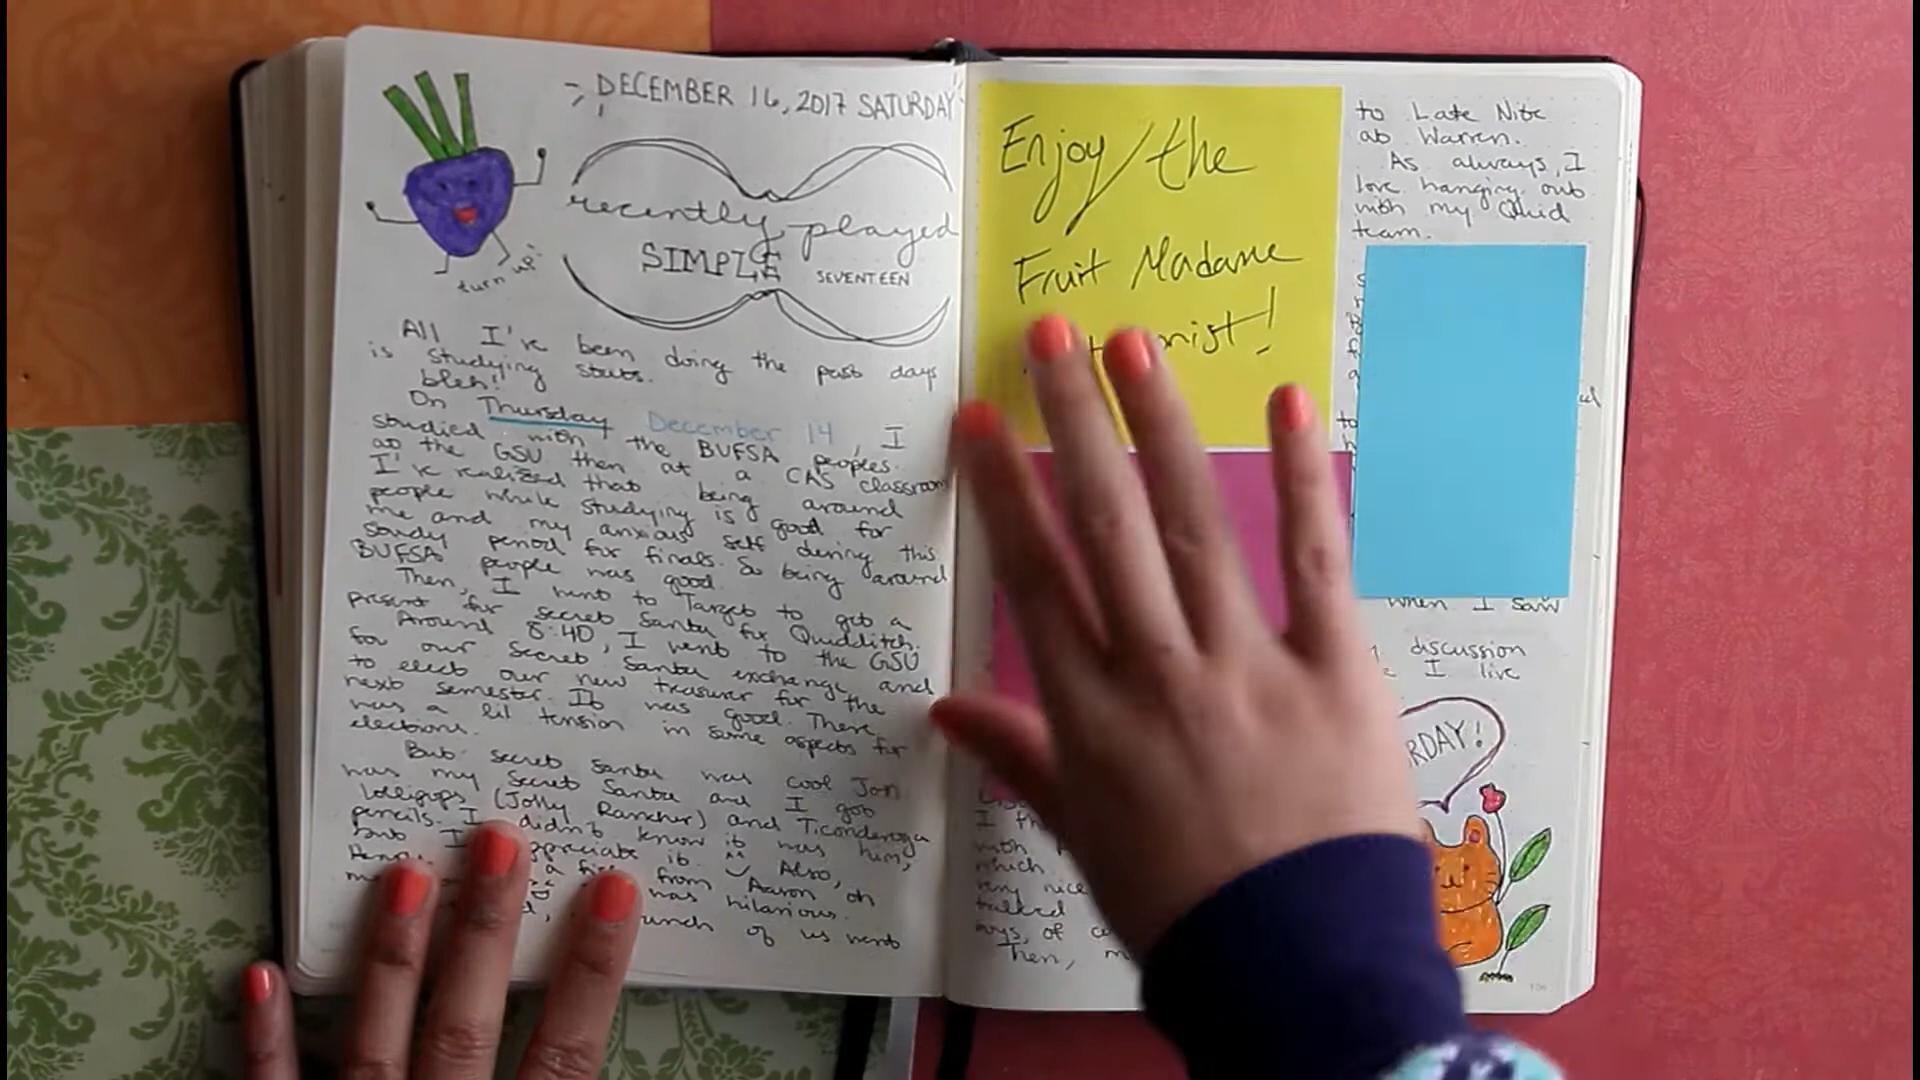 DECEMBER 16, 2017 SATURDAY
recently played
SIMPLE SEVENTEEN
turn up!
All I've been doing the past days
is studying stats.
bleh!
On Thursday December 14, I
studied with the BUFSA peoples
at the GSU then at a CAS classroom
I've realized that being around
people while studying is good for
me and my anxious self during this
study period for finals. So being around
BUFSA people was good.
Then, I went to Target to get a
present for secret Santa for Quidditch.
Around 8:40, I went to the GSU
for our Secret Santa exchange and
to elect our new treasurer for the
next semester. It was good. There
was a lil tension in some aspects for
elections.
But secret Santa was cool Jon
was my Secret Santa and I got
lollipops (Jolly Rancher) and Ticonderoga
pencils. I didn't know it was him,
but I appreciate it. Also,
a from Aaron oh
was hilarious.
bunch of us went
Enjoy the
Fruit Madame
to Late Nite
at Warren.
As always, I
love hanging out
with my Quid
team.
when I saw
discussion
I live
which
very nice
talked
Then,